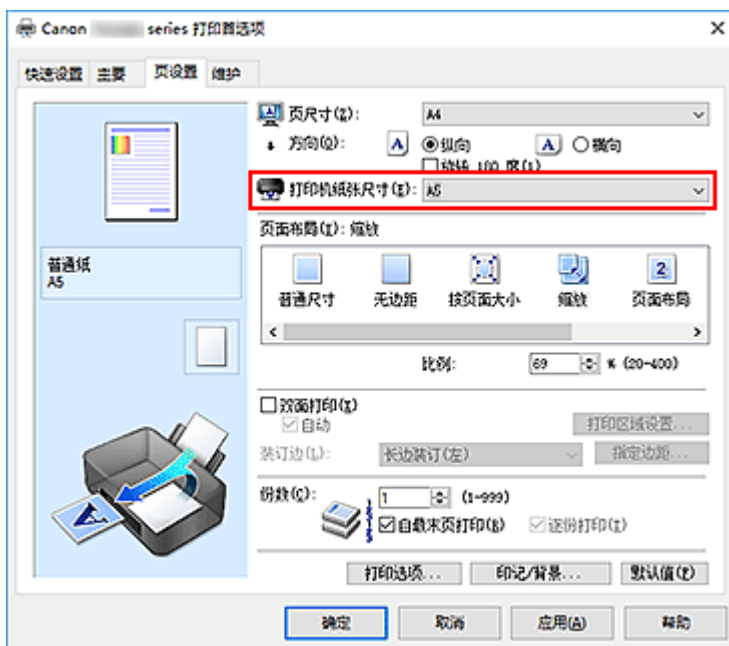 Canon series 打印首选项
快速设置 主要 页设置 维护
页尺寸(Z): A4
方向(O): A 纵向 A 横向
旋转 180 度(1)
打印机纸张尺寸(E): A5
页面布局(I): 缩放
普通纸
A5
普通尺寸 无边距 按页面大小 缩放 页面布局
比例: 69 % (20-400)
双面打印(X)
自动 打印区域设置...
装订边(L): 长边装订(左) 指定边距...
份数(C): 1 (1-999)
自最末页打印(B) 逐份打印(T)
打印选项... 印记/背景... 默认值(P)
确定 取消 应用(A) 帮助